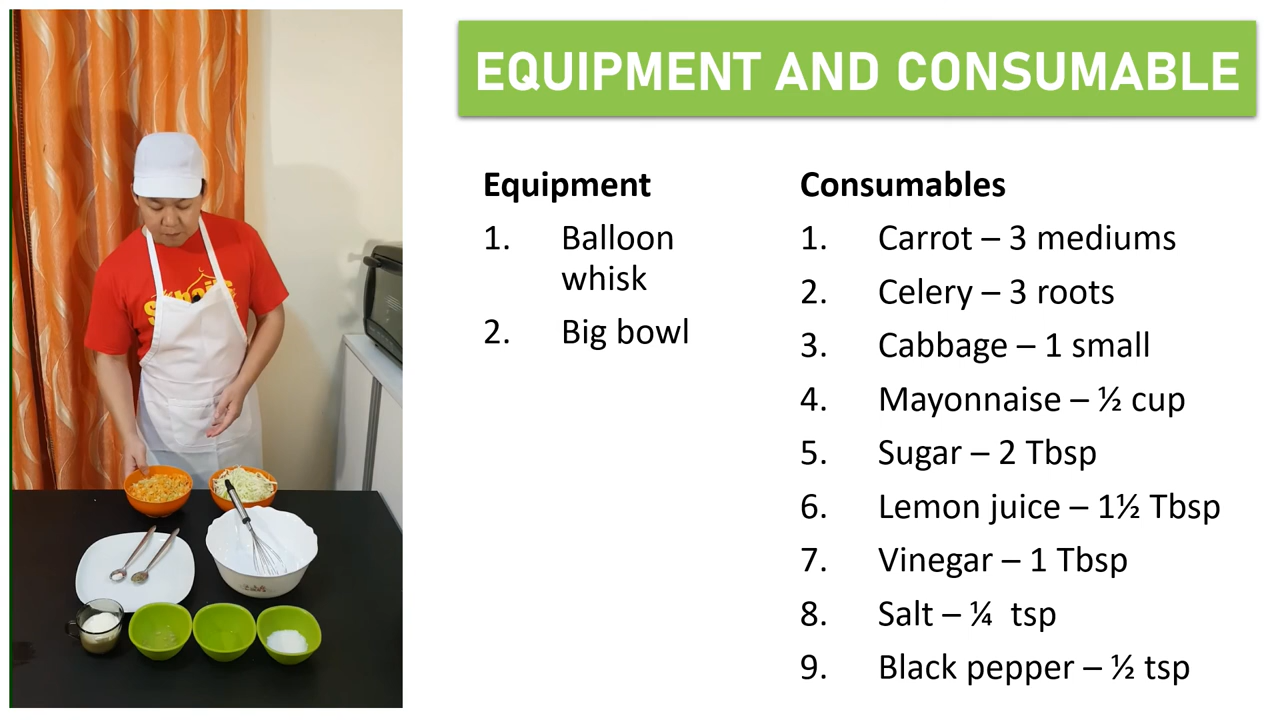 EQUIPMENT AND CONSUMABLE
Equipment
1. Balloon
whisk
2. Big bowl
Consumables
1. Carrot – 3 mediums
2. Celery – 3 roots
3. Cabbage – 1 small
4. Mayonnaise – ½ cup
5. Sugar – 2 Tbsp
6. Lemon juice – 1½ Tbsp
7. Vinegar – 1 Tbsp
8. Salt – ¼ tsp
9. Black pepper – ½ tsp